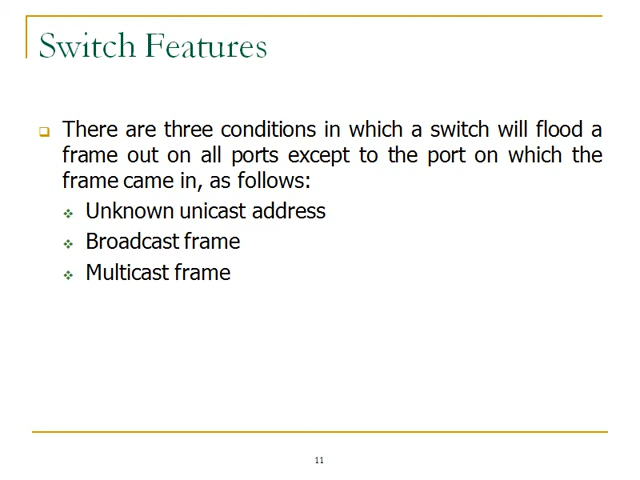 Switch Features
There are three conditions in which a switch will flood a
frame out on all ports except to the port on which the
frame came in, as follows:
Unknown unicast address
Broadcast frame
Multicast frame
11